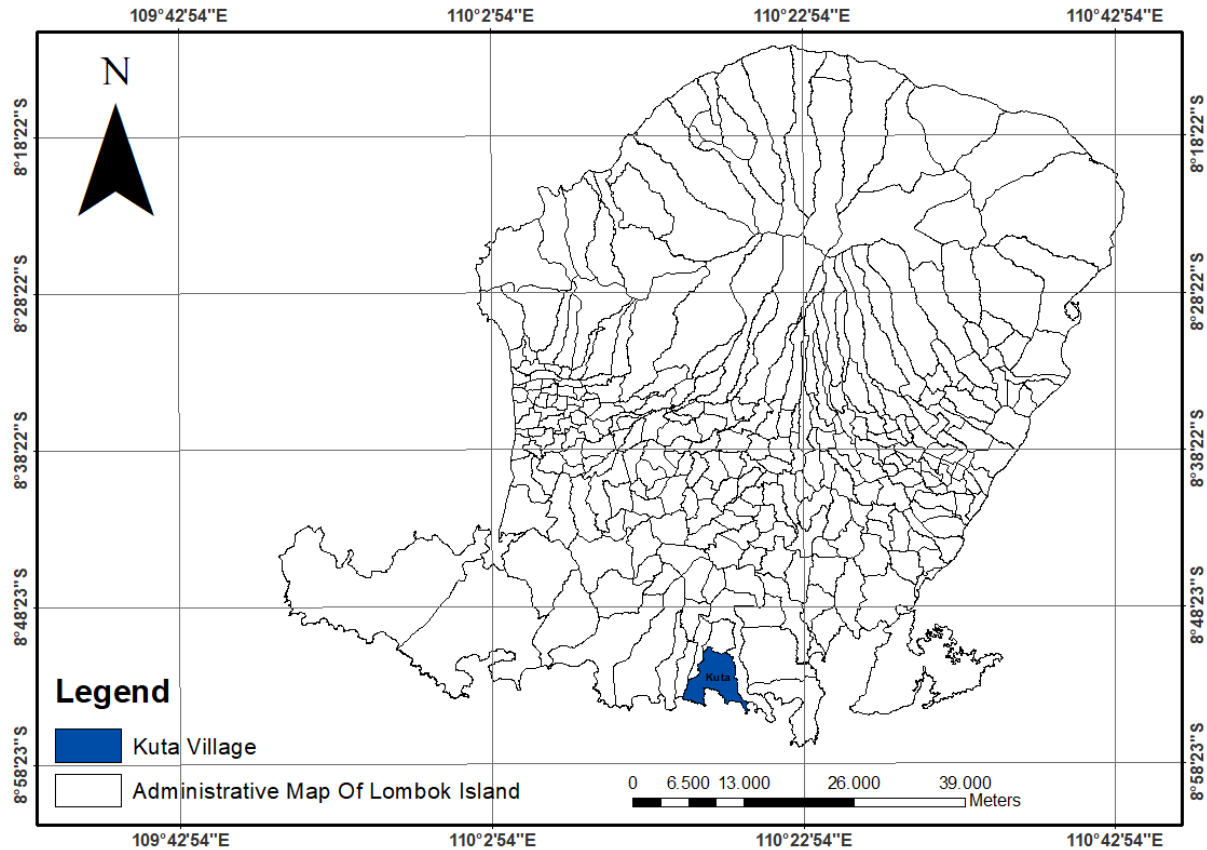 109°42'54"E 110°2'54"E 110°22'54"E 110°42'54"E
N
8°18'22"S 8°18'22"S
8°28'22"S 8°28'22"S
8°38'22"S 8°38'22"S
8°48'23"S 8°48'23"S
Kuta
Legend
Kuta Village
Administrative Map Of Lombok Island
0 6.500 13.000 26.000 39.000
Meters
8°58'23"S 8°58'23"S
109°42'54"E 110°2'54"E 110°22'54"E 110°42'54"E